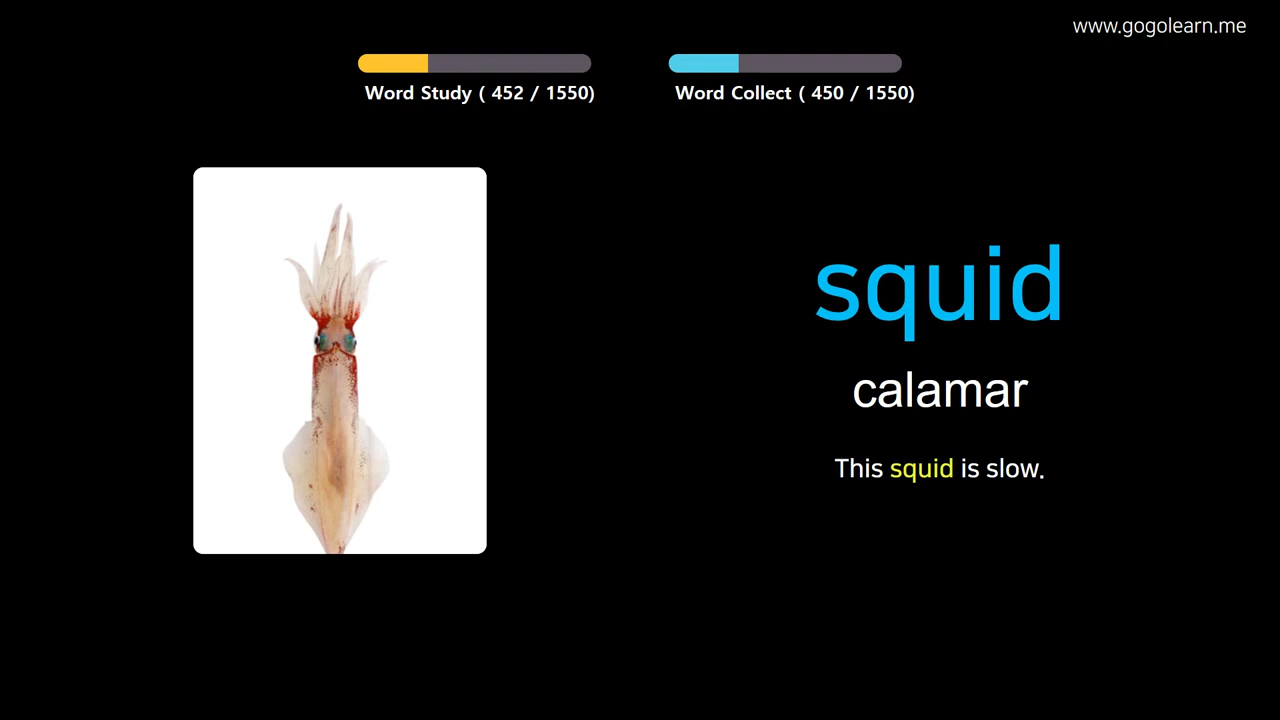 www.gogolearn.me
Word Study ( 452 / 1550)
Word Collect ( 450 / 1550)
squid
calamar
This squid is slow.